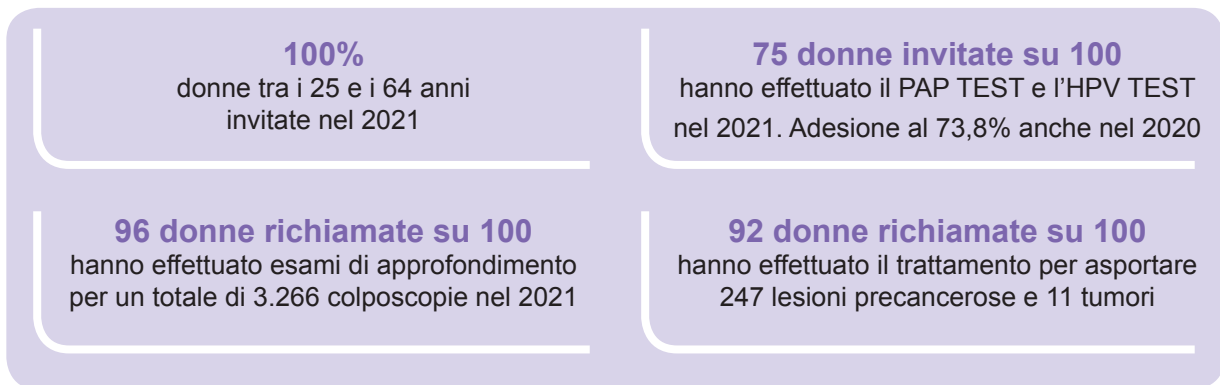 100%
donne tra i 25 e i 64 anni
invitate nel 2021
75 donne invitate su 100
hanno effettuato il PAP TEST e l’HPV TEST
nel 2021. Adesione al 73,8% anche nel 2020
96 donne richiamate su 100
hanno effettuato esami di approfondimento
per un totale di 3.266 colposcopie nel 2021
92 donne richiamate su 100
hanno effettuato il trattamento per asportare
247 lesioni precancerose e 11 tumori